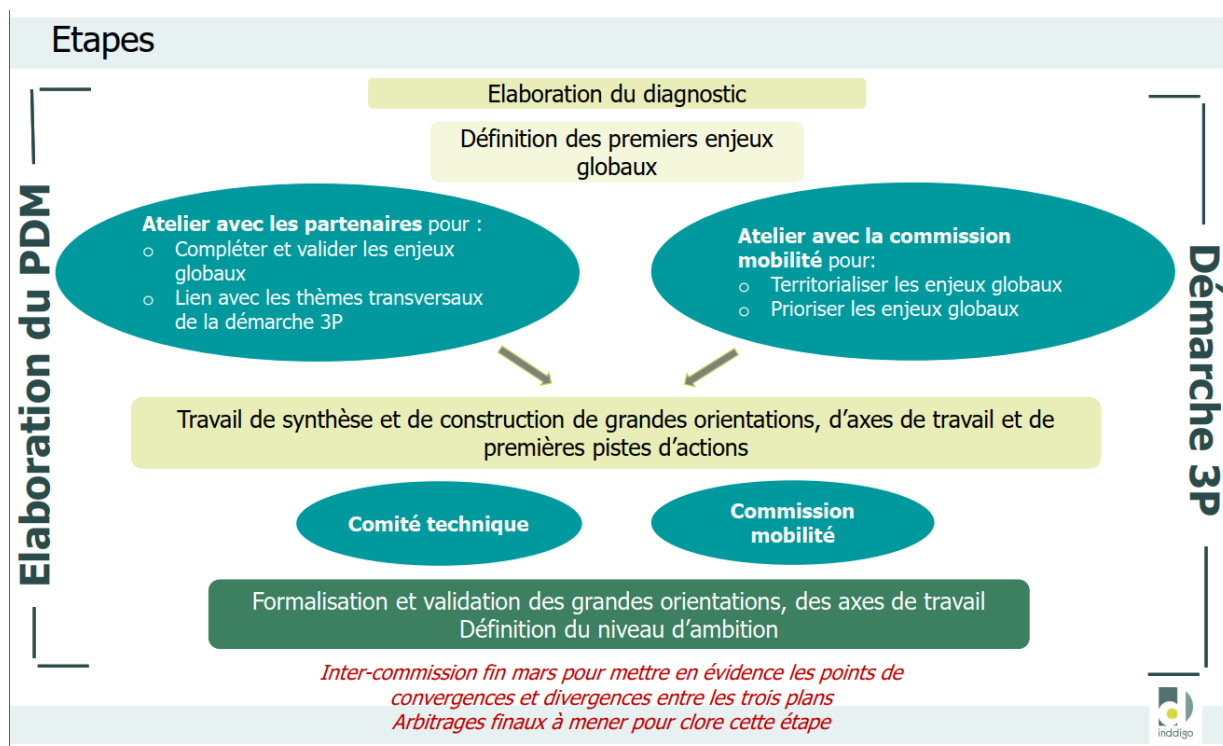 Etapes
Elaboration du diagnostic
Définition des premiers enjeux
globaux
Elaboration du PDM
Atelier avec les partenaires pour :
o Compléter et valider les enjeux
globaux
o Lien avec les thèmes transversaux
de la démarche 3P
Atelier avec la commission
mobilité pour:
o Territorialiser les enjeux globaux
o Prioriser les enjeux globaux
Démarche 3P
Travail de synthèse et de construction de grandes orientations, d'axes de travail et de
premières pistes d'actions
Comité technique
Commission
mobilité
Formalisation et validation des grandes orientations, des axes de travail
Définition du niveau d'ambition
Inter-commission fin mars pour mettre en évidence les points de
convergences et divergences entre les trois plans
Arbitrages finaux à mener pour clore cette étape
inddigo